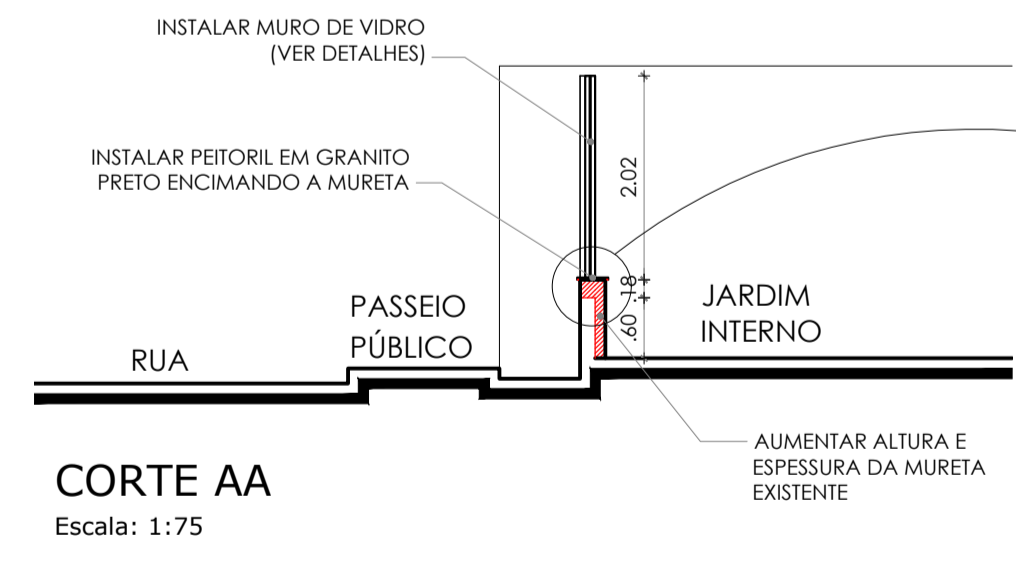 INSTALAR MURO DE VIDRO
(VER DETALHES)
INSTALAR PEITORIL EM GRANITO
PRETO ENCIMANDO A MURETA
2.02
.18
.60
PASSEIO
PÚBLICO
JARDIM
INTERNO
RUA
AUMENTAR ALTURA E
ESPESSURA DA MURETA
EXISTENTE
CORTE AA
Escala: 1:75